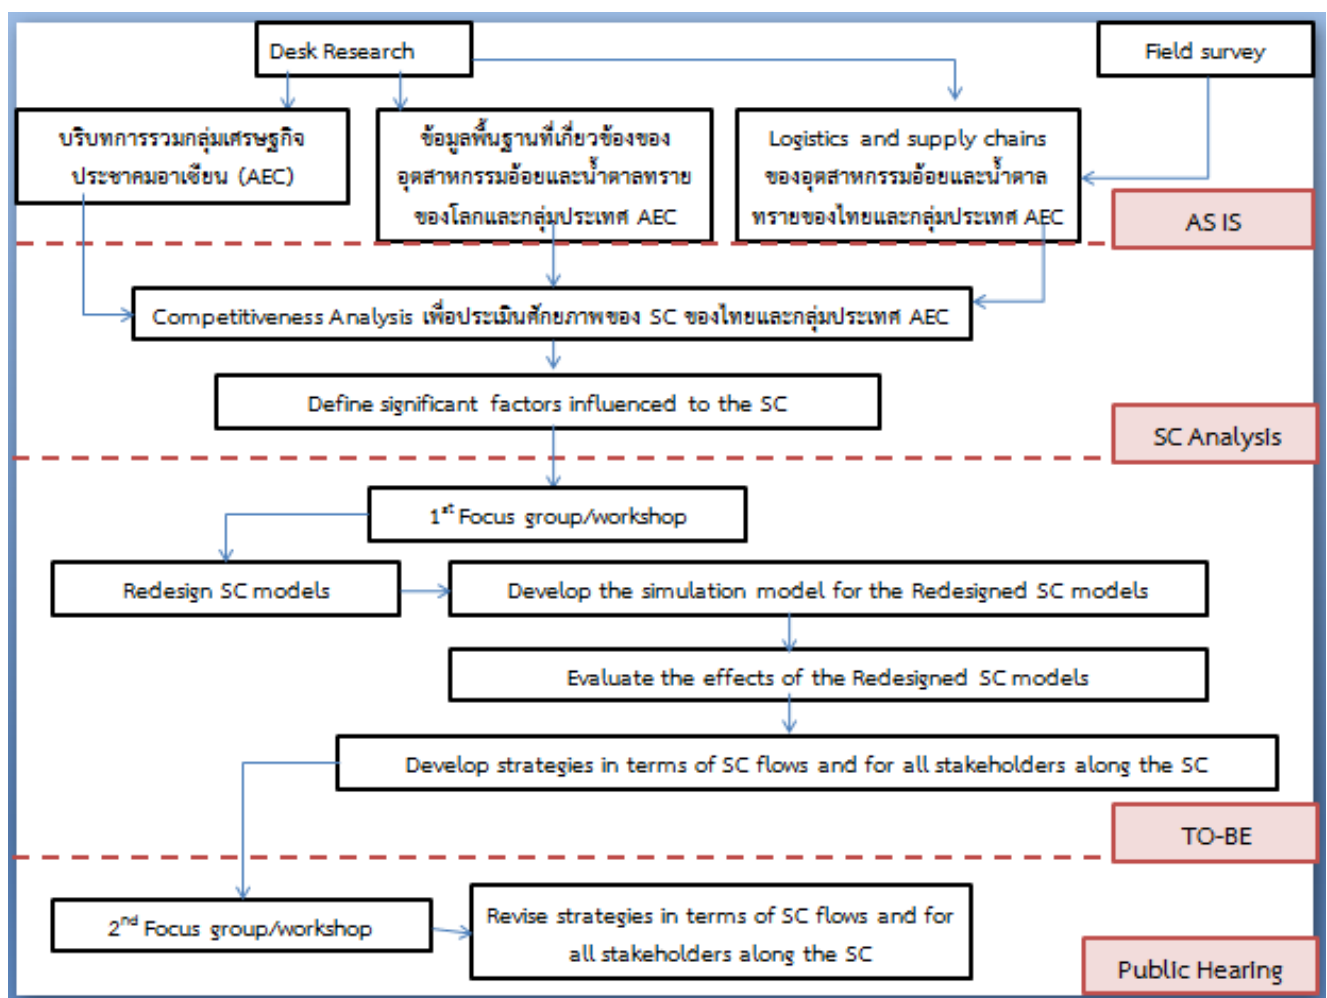 Desk Research
Field survey
บริบทการรวมกลุ่มเศรษฐกิจ
ประชาคมอาเซียน (AEC)
ข้อมูลพื้นฐานที่เกี่ยวข้องของ
อุตสาหกรรมอ้อยและน้ำตาลทราย
ของโลกและกลุ่มประเทศ AEC
Logistics and supply chains
ของอุตสาหกรรมอ้อยและน้ำตาล
ทรายของไทยและกลุ่มประเทศ AEC
AS IS
Competitiveness Analysis เพื่อประเมินศักยภาพของ SC ของไทยและกลุ่มประเทศ AEC
Define significant factors influenced to the SC
SC Analysis
1st Focus group/workshop
Redesign SC models
Develop the simulation model for the Redesigned SC models
Evaluate the effects of the Redesigned SC models
Develop strategies in terms of SC flows and for all stakeholders along the SC
TO-BE
2nd Focus group/workshop
Revise strategies in terms of SC flows and for
all stakeholders along the SC
Public Hearing